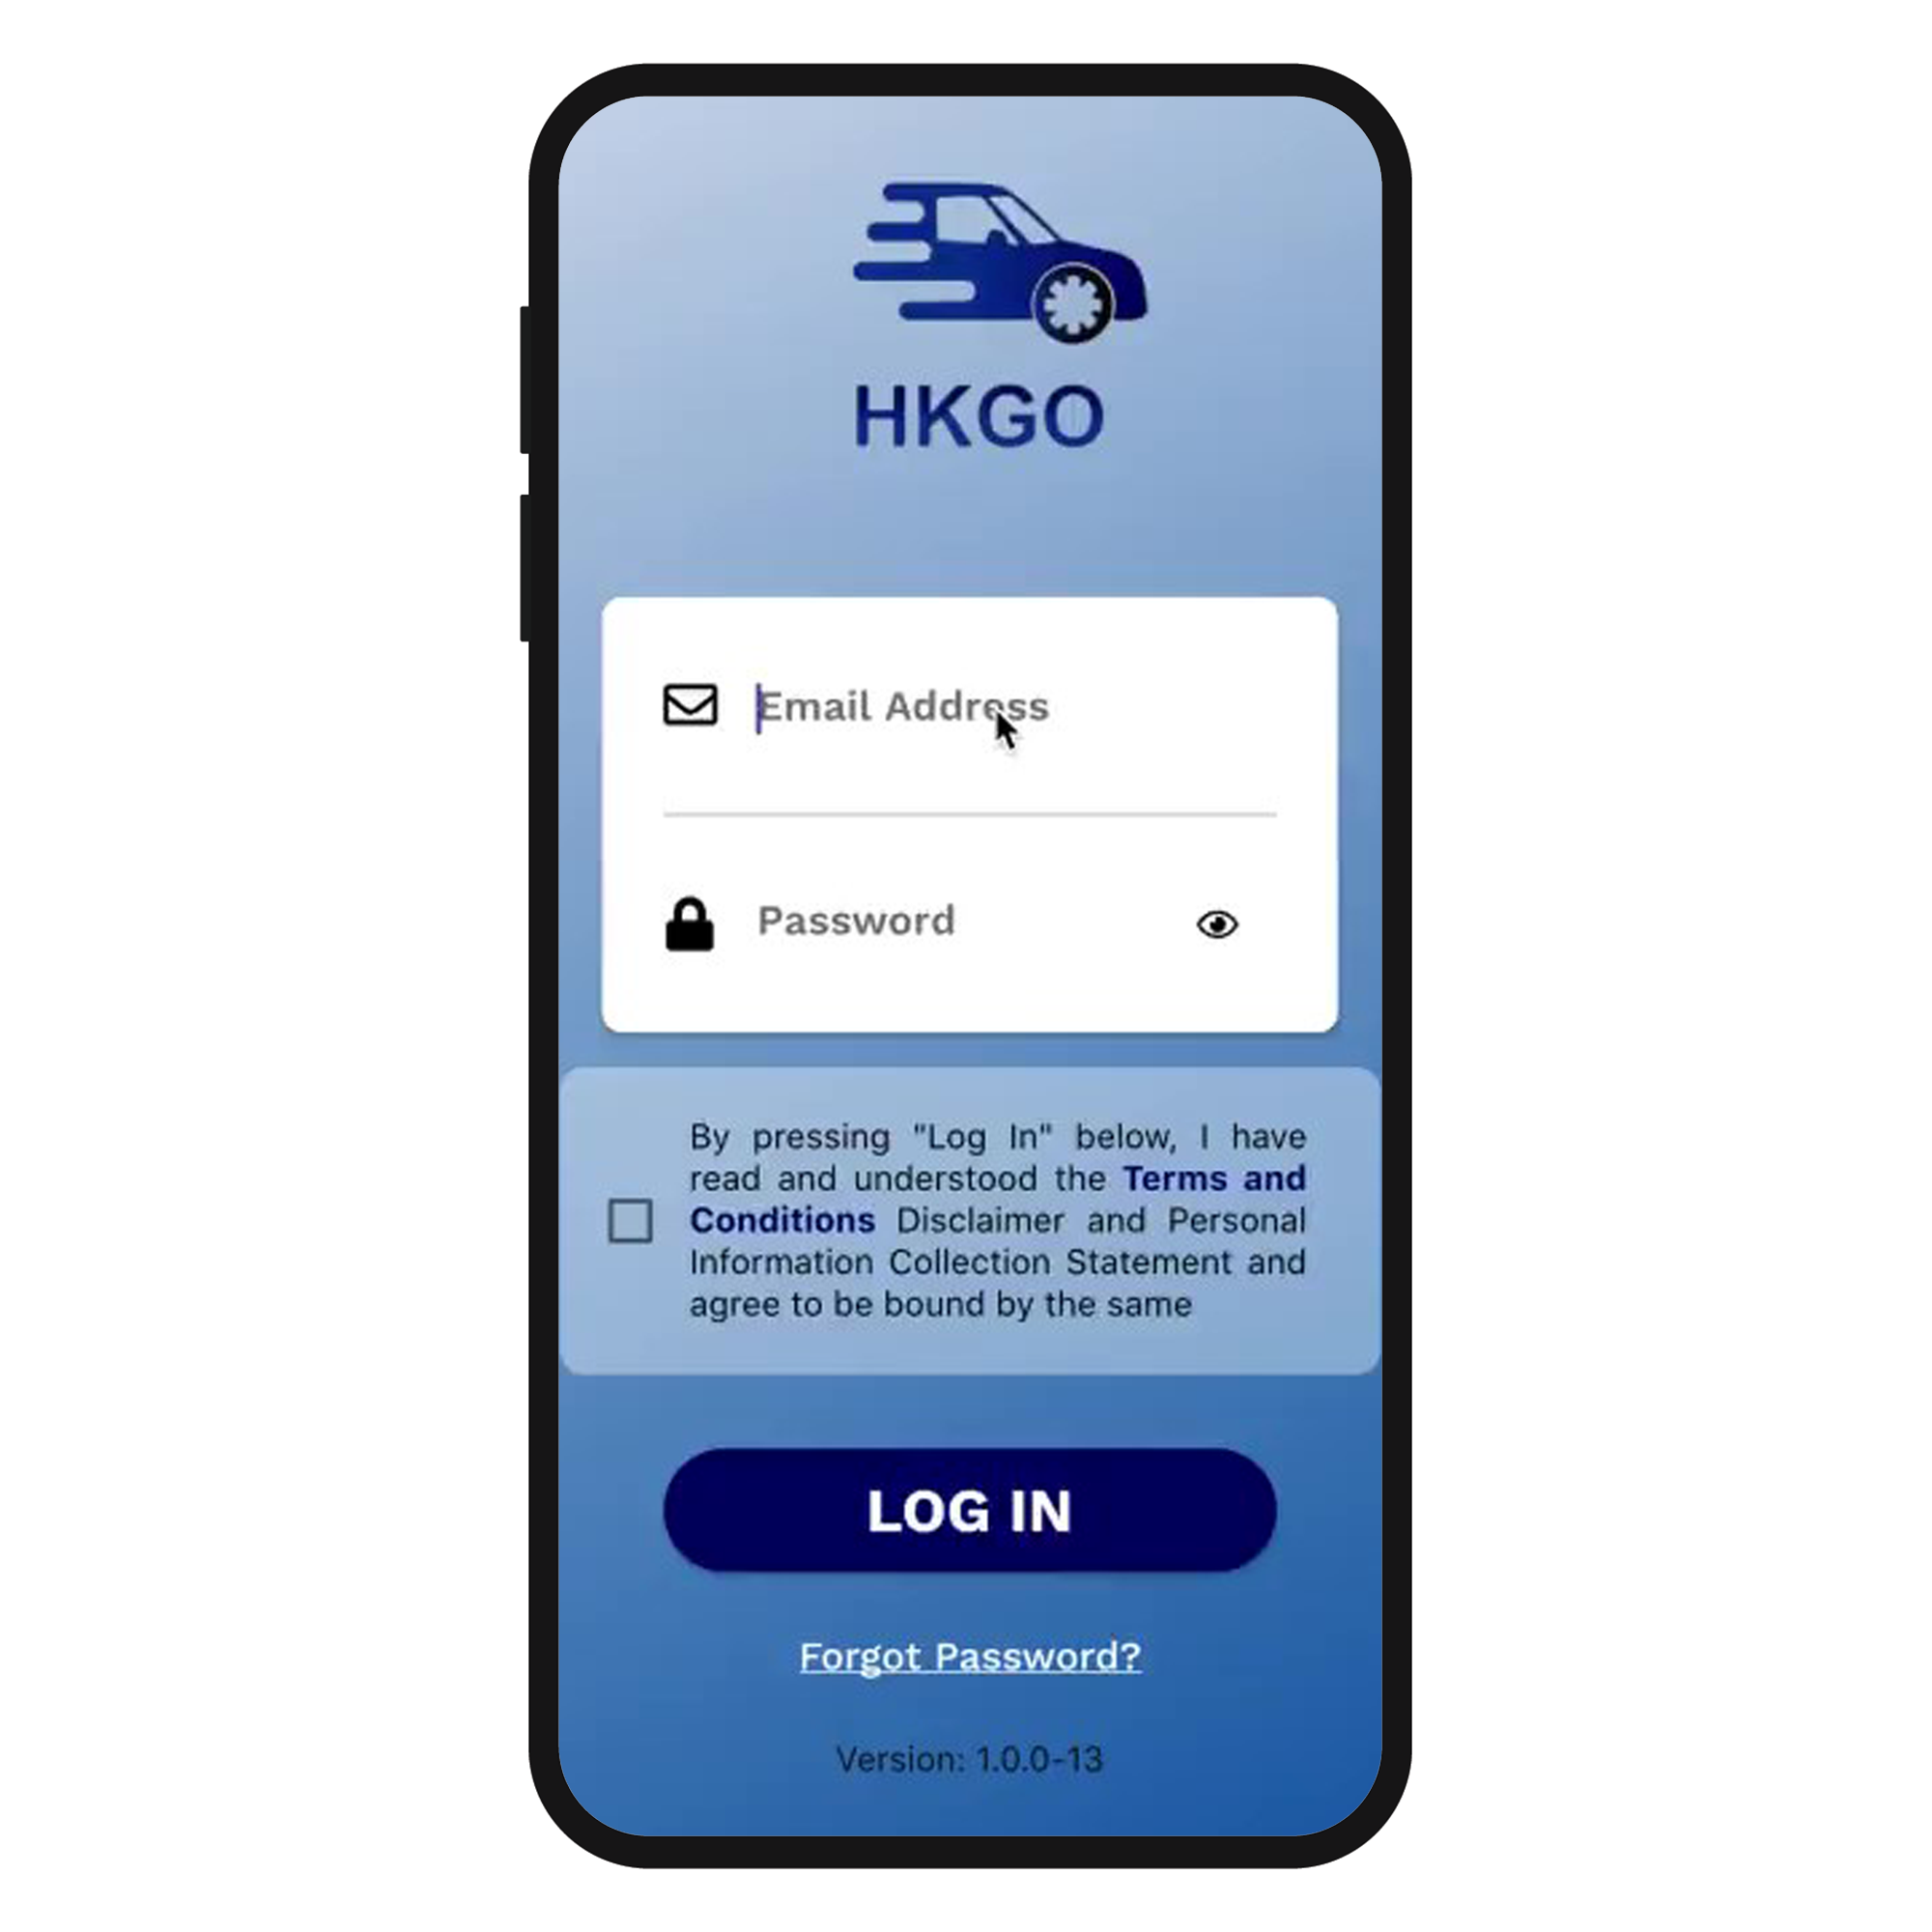 HKGO
Email Address
Password
By pressing "Log In" below, I have
read and understood the Terms and
Conditions Disclaimer and Personal
Information Collection Statement and
agree to be bound by the same
LOG IN
Forgot Password?
Version: 1.0.0-13